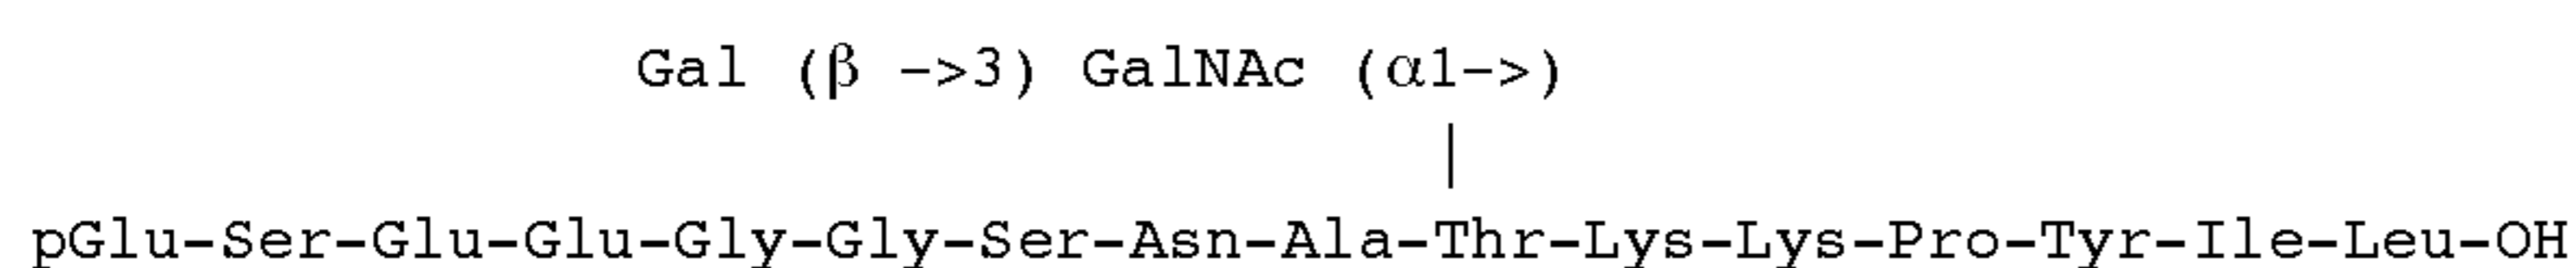 Gal (β ->3) GalNAc (α1->)
|
pGlu-Ser-Glu-Glu-Gly-Gly-Ser-Asn-Ala-Thr-Lys-Lys-Pro-Tyr-Ile-Leu-OH